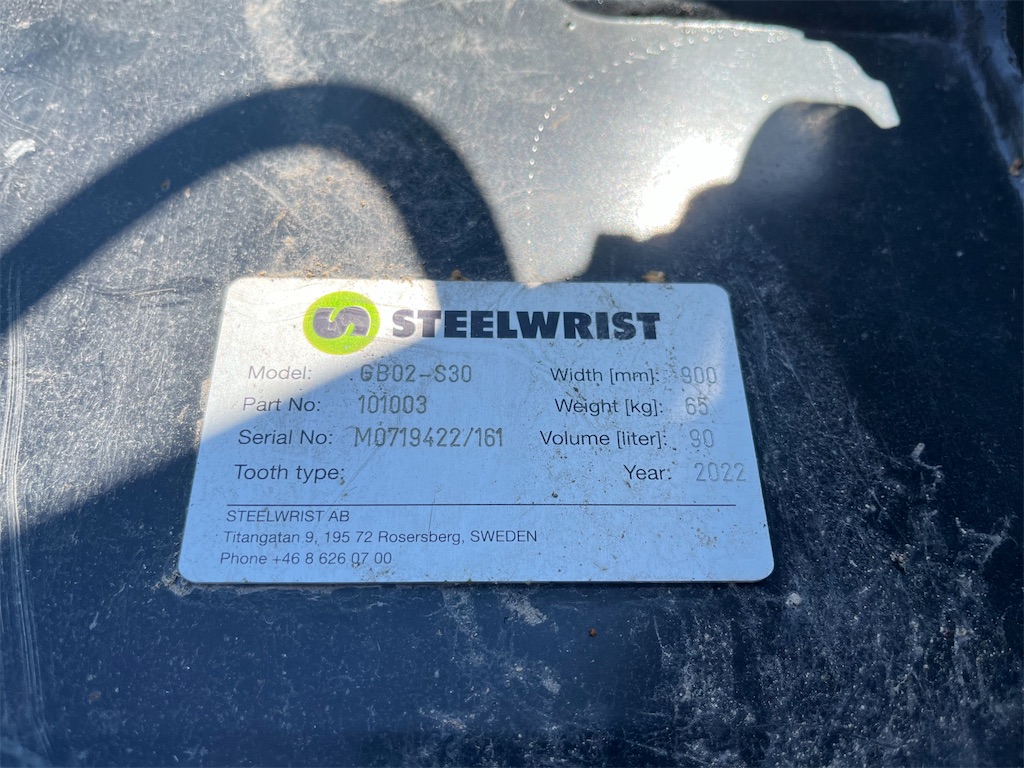 STEELWRIST
Model: GB02-S30 Width [mm]: 900
Part No: 101003 Weight [kg]: 65
Serial No: M0719422/161 Volume [liter]: 90
Tooth type: Year: 2022
STEELWRIST AB
Titangatan 9, 195 72 Rosersberg, SWEDEN
Phone +46 8 626 07 00